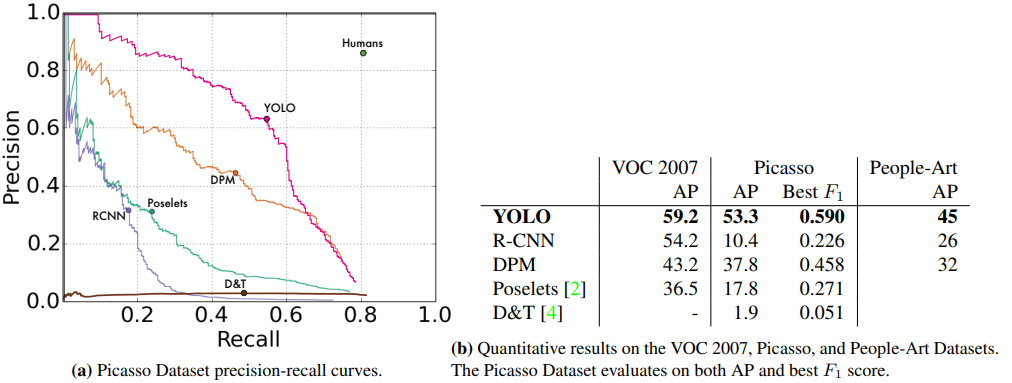 1.0
0.8
0.6
0.4
0.2
0.0
Precision
Humans
YOLO
DPM
Poselets
RCNN
D&T
0.2 0.4 0.6 0.8 1.0
Recall
(a) Picasso Dataset precision-recall curves.
VOC 2007 Picasso People-Art
AP AP Best F1 AP
YOLO 59.2 53.3 0.590 45
R-CNN 54.2 10.4 0.226 26
DPM 43.2 37.8 0.458 32
Poselets [2] 36.5 17.8 0.271
D&T [4] - 1.9 0.051
(b) Quantitative results on the VOC 2007, Picasso, and People-Art Datasets.
The Picasso Dataset evaluates on both AP and best F1 score.